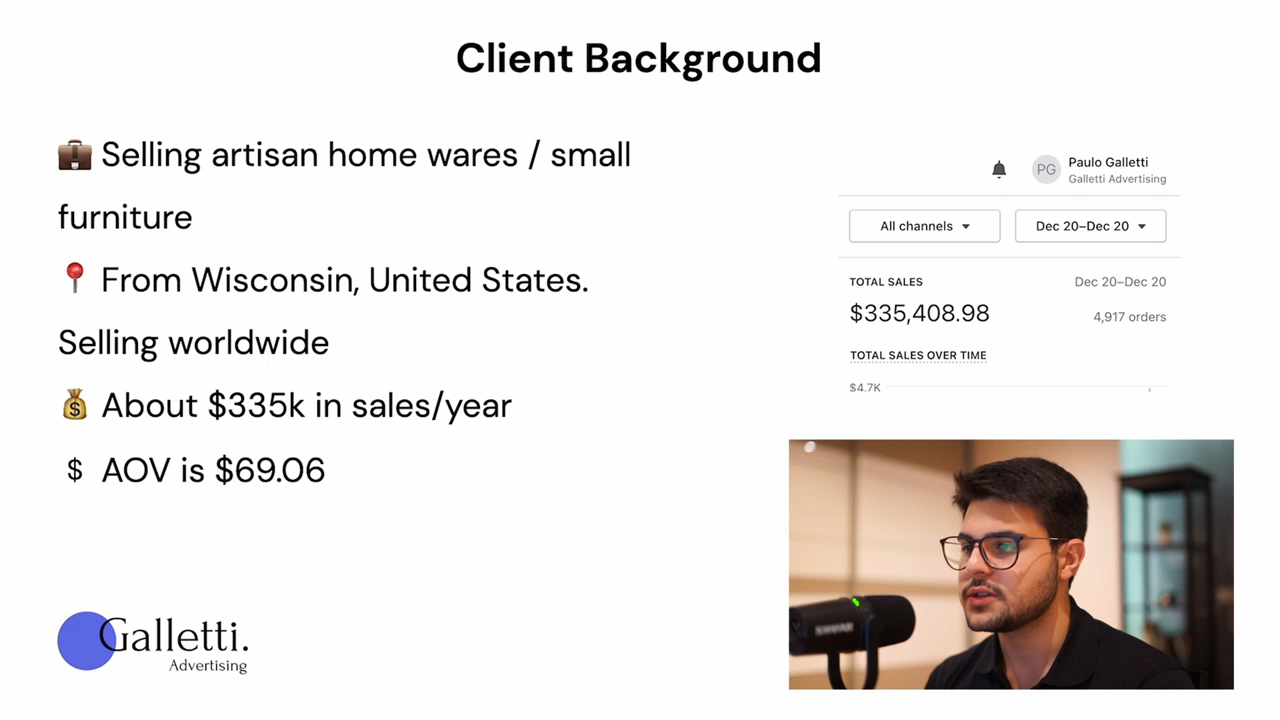 Client Background
💼 Selling artisan home wares / small
furniture
📍 From Wisconsin, United States.
Selling worldwide
💰 About $335k in sales/year
$ AOV is $69.06
PG
Paulo Galletti
Galletti Advertising
All channels
Dec 20–Dec 20
TOTAL SALES
Dec 20–Dec 20
$335,408.98
4,917 orders
TOTAL SALES OVER TIME
$4.7K
SHURE
Galletti.
Advertising